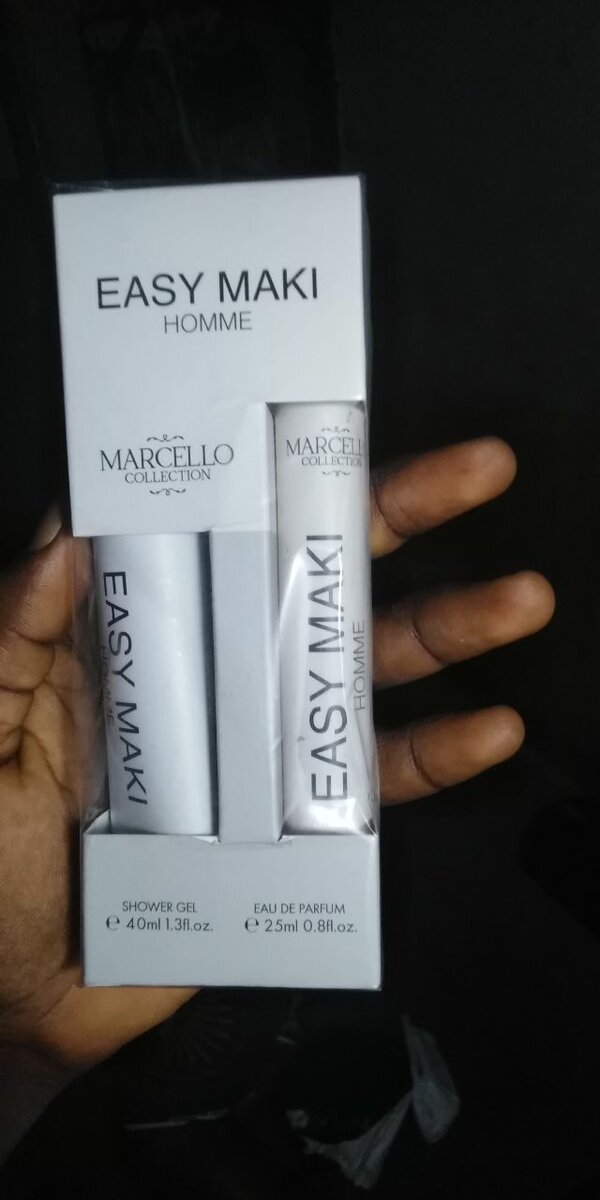 EASY MAKI
HOMME
MARCELLO
COLLECTION
MARCELLO
COLLECTION
EASY MAKI
HOMME
EASY MAKI
HOMME
SHOWER GEL
℮ 40ml 1.3fl.oz.
EAU DE PARFUM
℮ 25ml 0.8fl.oz.